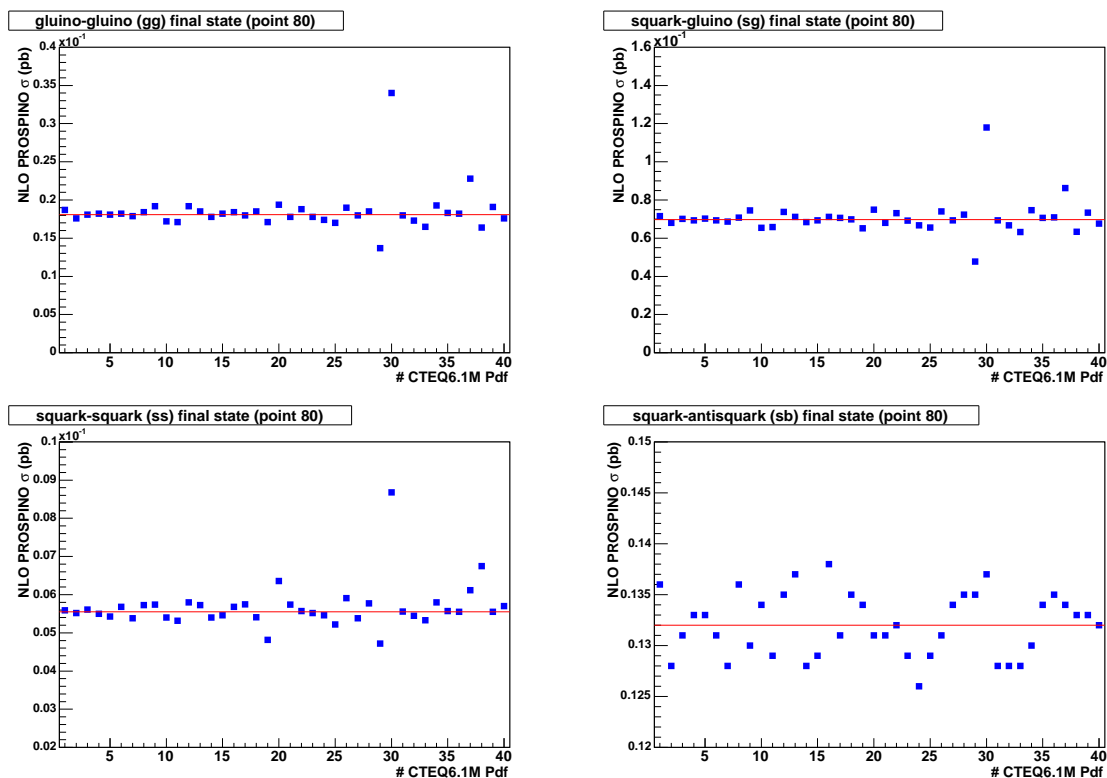 gluino-gluino (gg) final state (point 80)
×10⁻¹
NLO PROSPINO σ (pb)
0.4
0.35
0.3
0.25
0.2
0.15
0.1
0.05
0
5 10 15 20 25 30 35 40
# CTEQ6.1M Pdf
squark-gluino (sg) final state (point 80)
×10⁻¹
NLO PROSPINO σ (pb)
1.6
1.4
1.2
1
0.8
0.6
0.4
0.2
0
5 10 15 20 25 30 35 40
# CTEQ6.1M Pdf
squark-squark (ss) final state (point 80)
×10⁻¹
NLO PROSPINO σ (pb)
0.1
0.09
0.08
0.07
0.06
0.05
0.04
0.03
0.02
5 10 15 20 25 30 35 40
# CTEQ6.1M Pdf
squark-antisquark (sb) final state (point 80)
NLO PROSPINO σ (pb)
0.15
0.145
0.14
0.135
0.13
0.125
0.12
5 10 15 20 25 30 35 40
# CTEQ6.1M Pdf